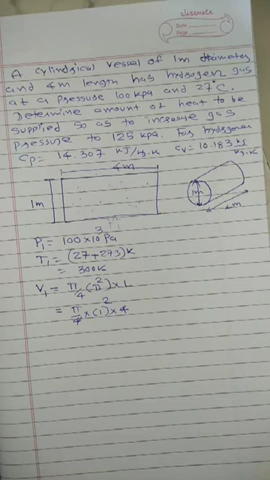 A Cylindrical vessel of 1m diameter
and 4m length has hydrogen gas
at a pressure 100kpa and 27°C.
Determine amount of heat to be
supplied so as to increase gas
pressure to 125 kpa. For hydrogen
Cp = 14.307 kJ/kg.k Cv = 10.183 kJ/kg.k
4m
1m
1m
4m
P₁ = 100×10³ Pa
T₁ = (27+273)k
= 300k
V₁ = π/4 (D²) × L
= π/4 × (1)² × 4